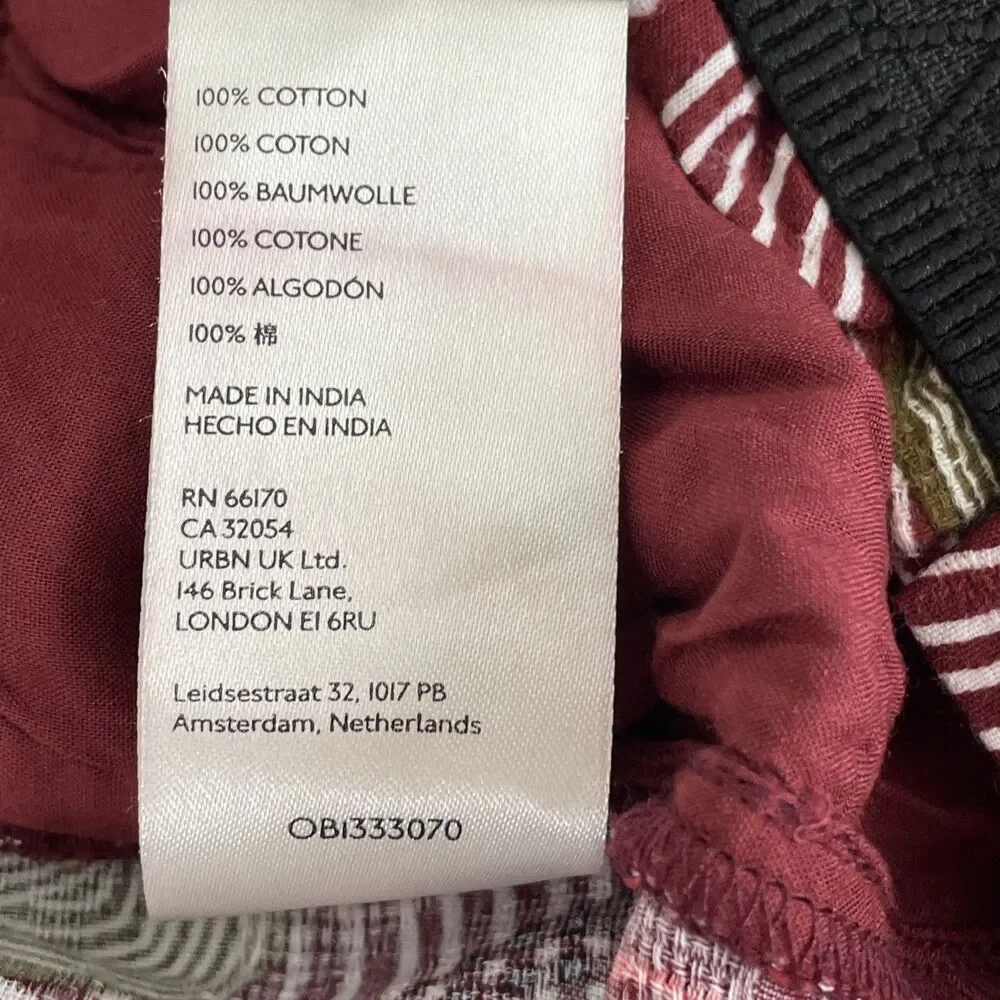 100% COTTON
100% COTON
100% BAUMWOLLE
100% COTONE
100% ALGODÓN
100% 棉
MADE IN INDIA
HECHO EN INDIA
RN 66170
CA 32054
URBN UK Ltd.
146 Brick Lane,
LONDON E1 6RU
Leidsestraat 32, 1017 PB
Amsterdam, Netherlands
OB1333070